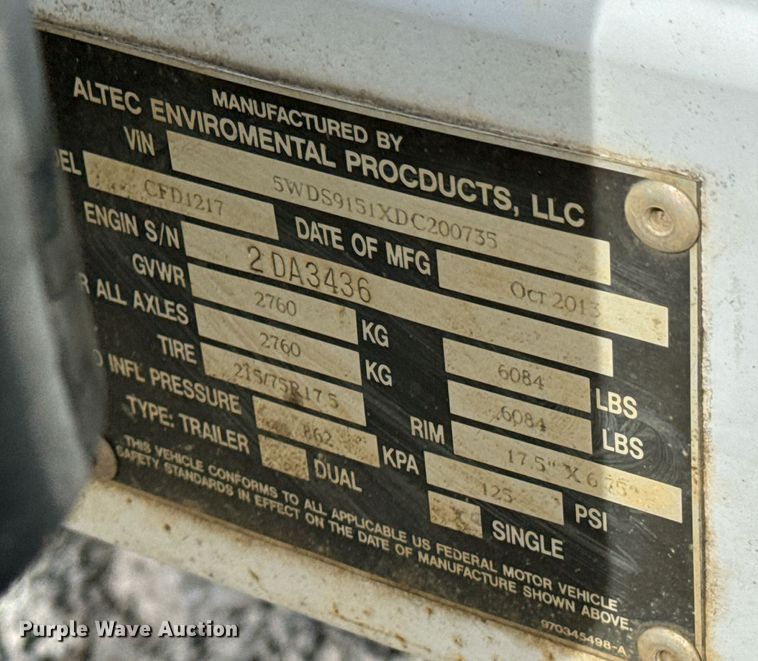 MANUFACTURED BY
ALTEC ENVIROMENTAL PROCDUCTS, LLC
VIN 5WDS9151XDC200735
DEL CFD1217 DATE OF MFG Oct 2013
ENGIN S/N 2 DA3436
GVWR 2760 KG 6084 LBS
R ALL AXLES 2760 KG 6084 LBS
TIRE 215/75R17.5 RIM 17.5" X 6.75"
D INFL PRESSURE 862 KPA 125 PSI
TYPE: TRAILER DUAL X SINGLE
THIS VEHICLE CONFORMS TO ALL APPLICABLE US FEDERAL MOTOR VEHICLE
SAFETY STANDARDS IN EFFECT ON THE DATE OF MANUFACTURE SHOWN ABOVE.
970345498-A
Purple Wave Auction